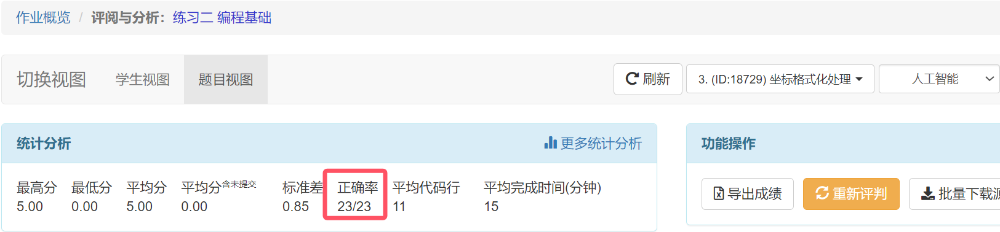 作业概览 / 评阅与分析：练习二 编程基础
切换视图 学生视图 题目视图 刷新 3. (ID:18729) 坐标格式化处理 人工智能
统计分析 更多统计分析 功能操作
最高分 最低分 平均分 平均分含未提交 标准差 正确率 平均代码行 平均完成时间(分钟)
5.00 0.00 5.00 0.00 0.85 23/23 11 15
导出成绩 重新评判 批量下载源